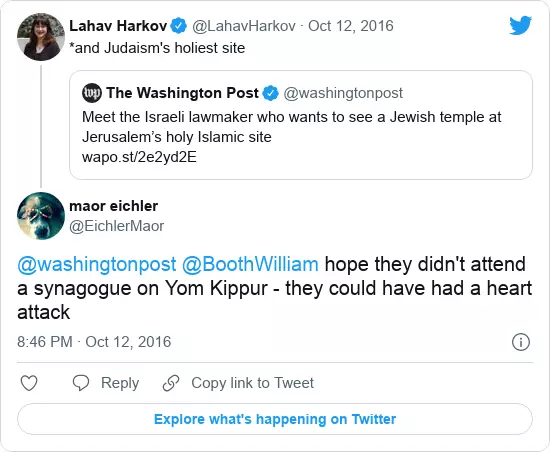 Lahav Harkov @LahavHarkov · Oct 12, 2016
*and Judaism's holiest site
wp The Washington Post @washingtonpost
Meet the Israeli lawmaker who wants to see a Jewish temple at
Jerusalem's holy Islamic site
wapo.st/2e2yd2E
maor eichler
@EichlerMaor
@washingtonpost @BoothWilliam hope they didn't attend
a synagogue on Yom Kippur - they could have had a heart
attack
8:46 PM · Oct 12, 2016
Reply Copy link to Tweet
Explore what's happening on Twitter